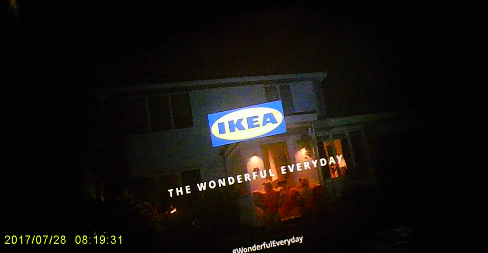 IKEA
THE WONDERFUL EVERYDAY
#WonderfulEveryday
2017/07/28 08:19:31